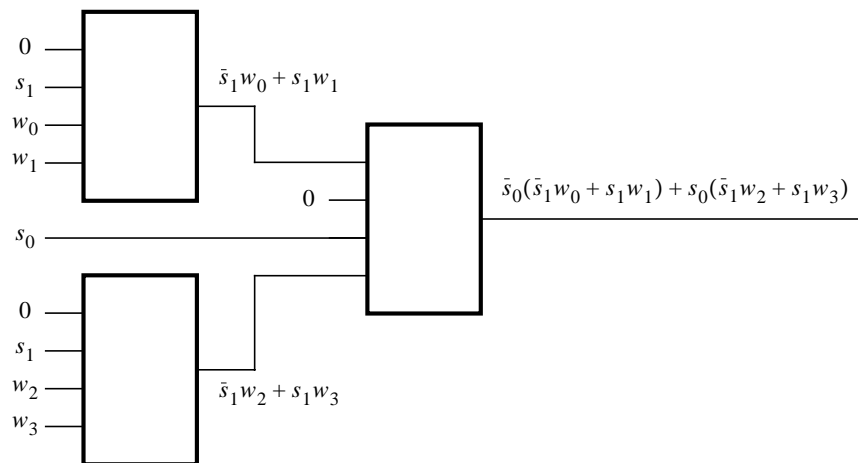 0
s₁
w₀
w₁
s̄₁w₀ + s₁w₁
0
s₀
s̄₀(s̄₁w₀ + s₁w₁) + s₀(s̄₁w₂ + s₁w₃)
0
s₁
w₂
w₃
s̄₁w₂ + s₁w₃